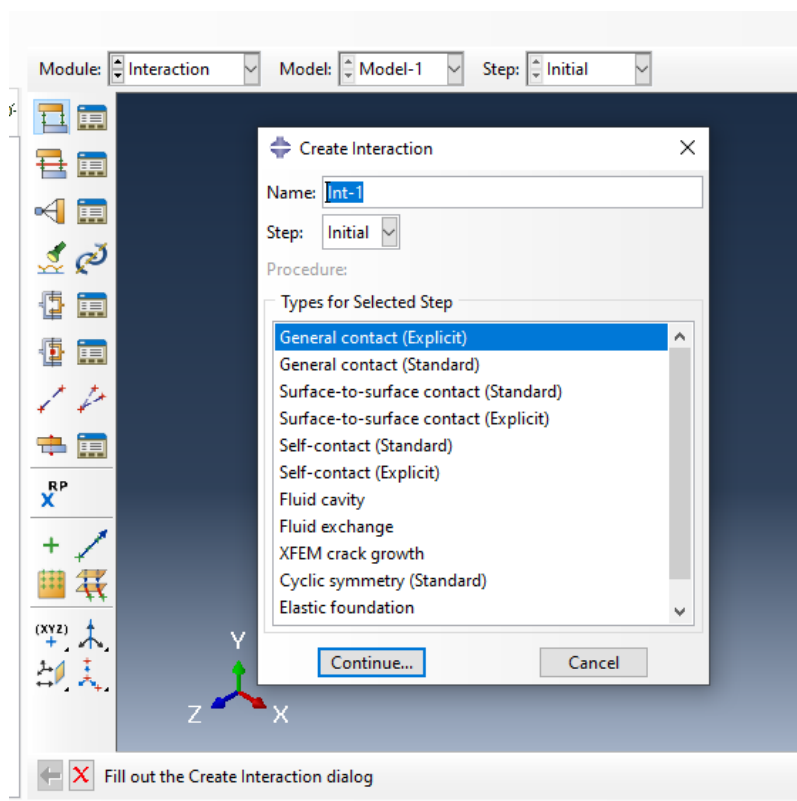 Module: Interaction Model: Model-1 Step: Initial
Create Interaction
Name: Int-1
Step: Initial
Procedure:
Types for Selected Step
General contact (Explicit)
General contact (Standard)
Surface-to-surface contact (Standard)
Surface-to-surface contact (Explicit)
Self-contact (Standard)
Self-contact (Explicit)
Fluid cavity
Fluid exchange
XFEM crack growth
Cyclic symmetry (Standard)
Elastic foundation
Continue... Cancel
RP
(XYZ)
Y
Z X
Fill out the Create Interaction dialog